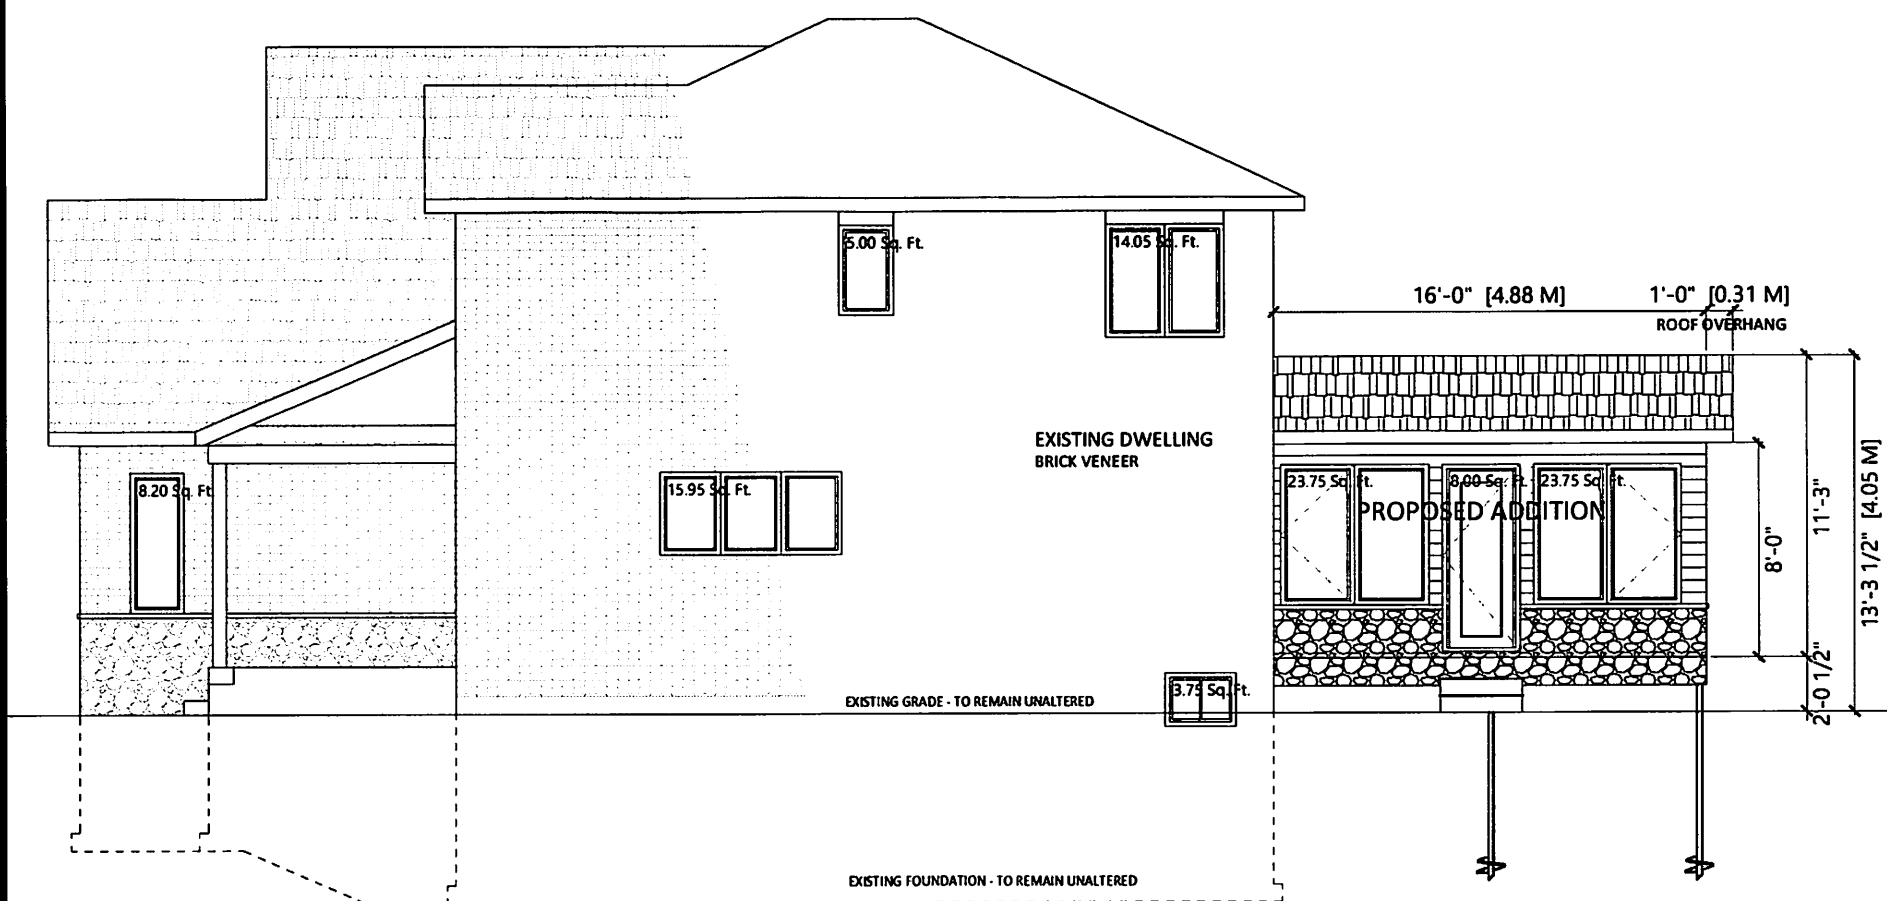 5.00 Sq. Ft.
14.05 Sq. Ft.
16'-0" [4.88 M]
1'-0" [0.31 M]
ROOF OVERHANG
EXISTING DWELLING
BRICK VENEER
8.20 Sq. Ft.
15.95 Sq. Ft.
23.75 Sq. Ft.
8.00 Sq. Ft.
23.75 Sq. Ft.
PROPOSED ADDITION
8'-0"
11'-3"
13'-3 1/2" [4.05 M]
2'-0 1/2"
3.75 Sq. Ft.
EXISTING GRADE - TO REMAIN UNALTERED
EXISTING FOUNDATION - TO REMAIN UNALTERED